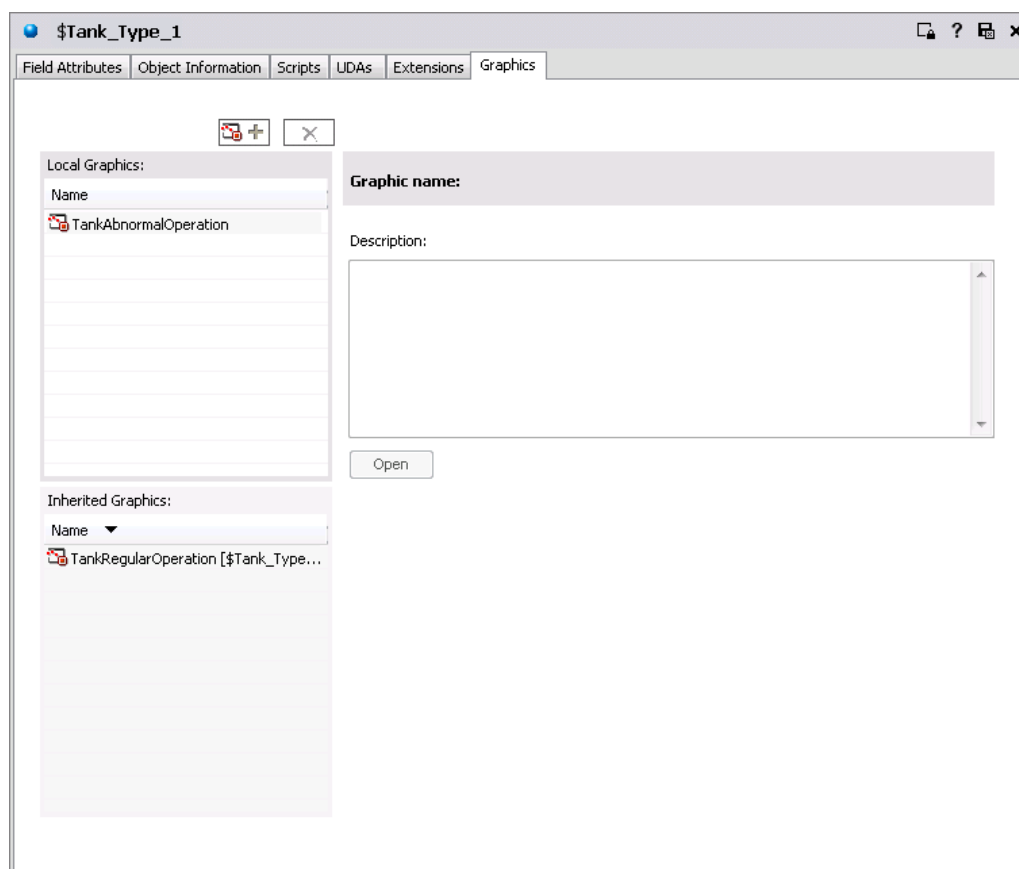 $Tank_Type_1
?
Field Attributes Object Information Scripts UDAs Extensions Graphics
Local Graphics:
Name
TankAbnormalOperation
Graphic name:
Description:
Open
Inherited Graphics:
Name
TankRegularOperation [$Tank_Type...